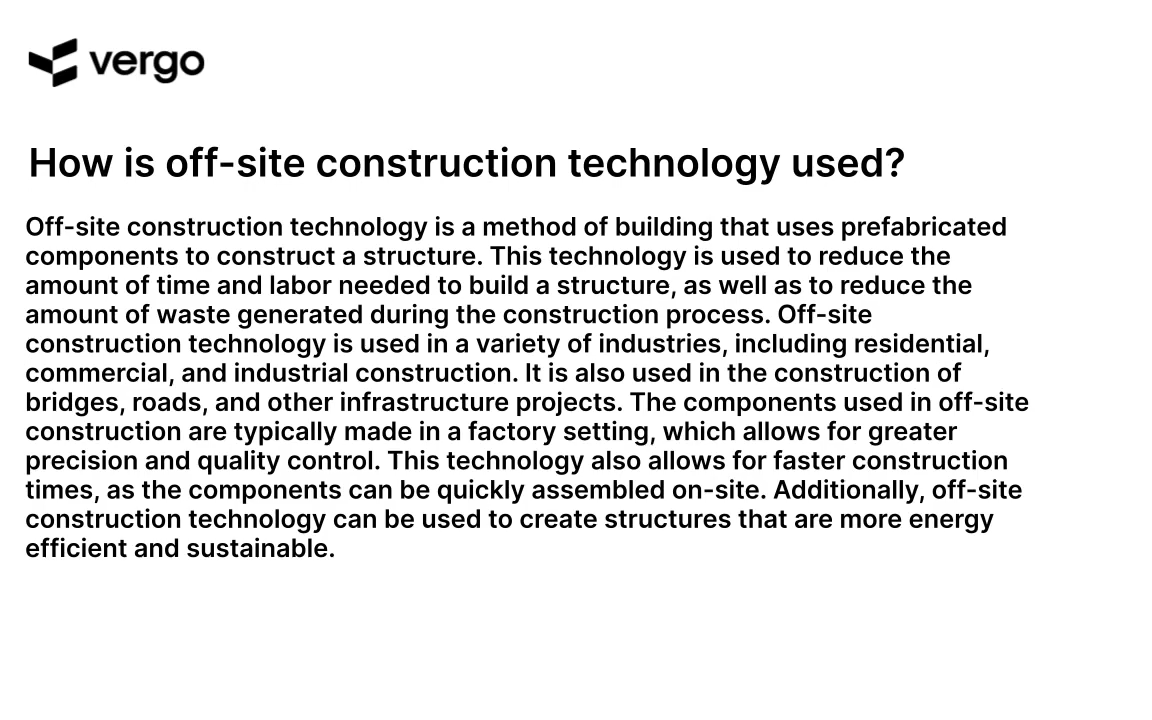 vergo
How is off-site construction technology used?
Off-site construction technology is a method of building that uses prefabricated
components to construct a structure. This technology is used to reduce the
amount of time and labor needed to build a structure, as well as to reduce the
amount of waste generated during the construction process. Off-site
construction technology is used in a variety of industries, including residential,
commercial, and industrial construction. It is also used in the construction of
bridges, roads, and other infrastructure projects. The components used in off-site
construction are typically made in a factory setting, which allows for greater
precision and quality control. This technology also allows for faster construction
times, as the components can be quickly assembled on-site. Additionally, off-site
construction technology can be used to create structures that are more energy
efficient and sustainable.